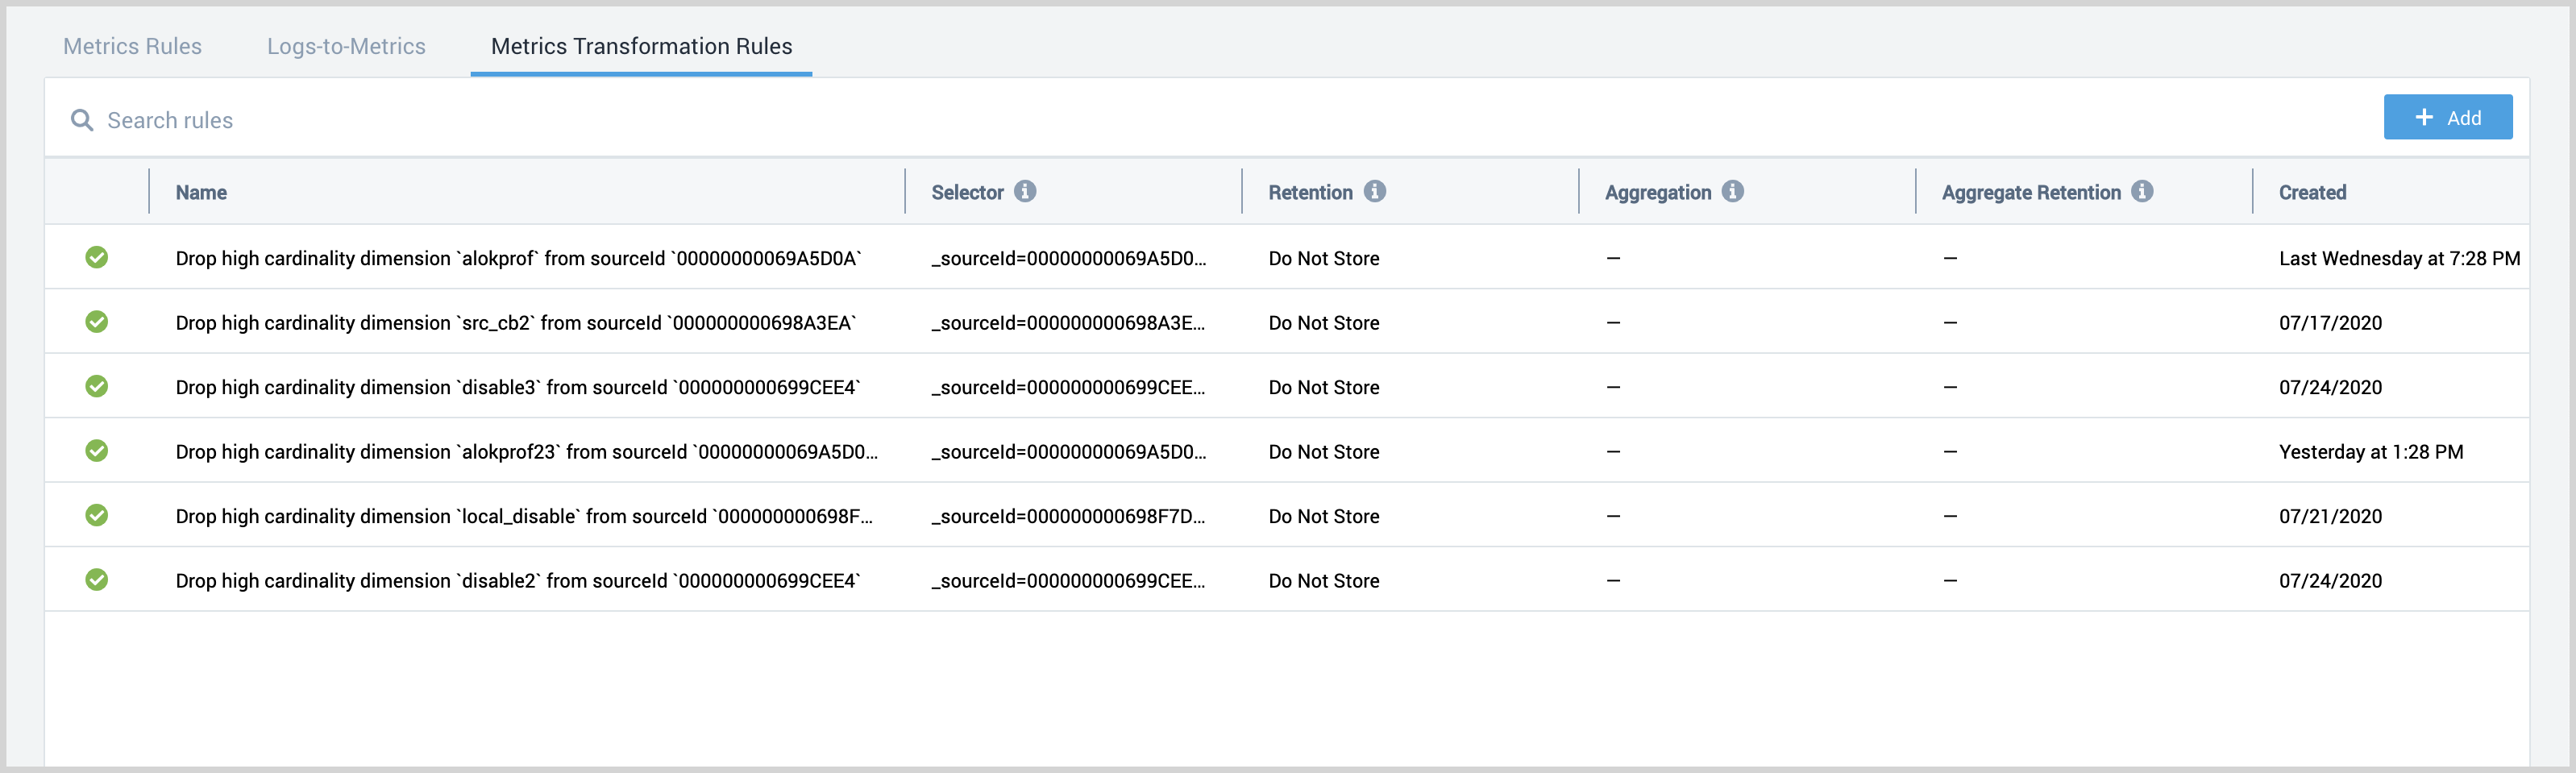 Metrics Rules Logs-to-Metrics Metrics Transformation Rules
Search rules + Add
Name Selector Retention Aggregation Aggregate Retention Created
Drop high cardinality dimension `alokprof` from sourceId `00000000069A5D0A` _sourceId=00000000069A5D0... Do Not Store — — Last Wednesday at 7:28 PM
Drop high cardinality dimension `src_cb2` from sourceId `000000000698A3EA` _sourceId=000000000698A3E... Do Not Store — — 07/17/2020
Drop high cardinality dimension `disable3` from sourceId `000000000699CEE4` _sourceId=000000000699CEE... Do Not Store — — 07/24/2020
Drop high cardinality dimension `alokprof23` from sourceId `00000000069A5D0... _sourceId=00000000069A5D0... Do Not Store — — Yesterday at 1:28 PM
Drop high cardinality dimension `local_disable` from sourceId `000000000698F... _sourceId=000000000698F7D... Do Not Store — — 07/21/2020
Drop high cardinality dimension `disable2` from sourceId `000000000699CEE4` _sourceId=000000000699CEE... Do Not Store — — 07/24/2020